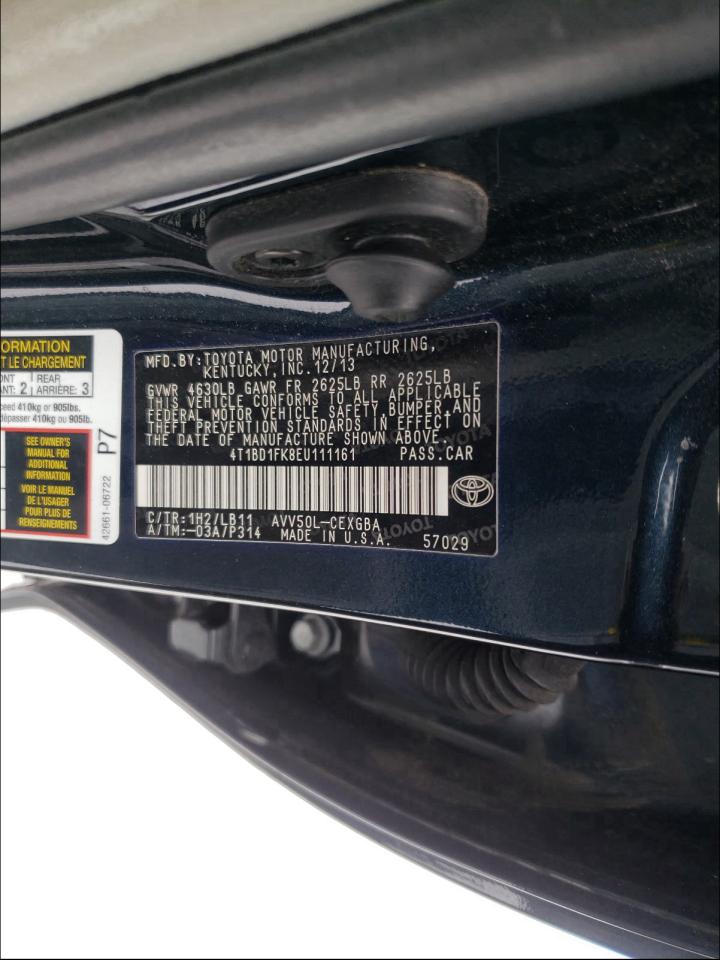 ORMATION
T LE CHARGEMENT
ONT
ANT: 2
REAR
ARRIÈRE: 3
ceed 410kg or 905lbs.
dépasser 410kg ou 905lb.
SEE OWNER'S
MANUAL FOR
ADDITIONAL
INFORMATION
VOIR LE MANUEL
DE L'USAGER
POUR PLUS DE
RENSEIGNEMENTS
P7
42661-06722
MFD.BY:TOYOTA MOTOR MANUFACTURING,
KENTUCKY, INC. 12/13
GVWR 4630LB GAWR FR 2625LB RR 2625LB
THIS VEHICLE CONFORMS TO ALL APPLICABLE
FEDERAL MOTOR VEHICLE SAFETY, BUMPER, AND
THEFT PREVENTION STANDARDS IN EFFECT ON
THE DATE OF MANUFACTURE SHOWN ABOVE.
4T1BD1FK8EU111161 PASS.CAR
C/TR:1H2/LB11 AVV50L-CEXGBA
A/TM:-03A/P314 MADE IN U.S.A. 57029